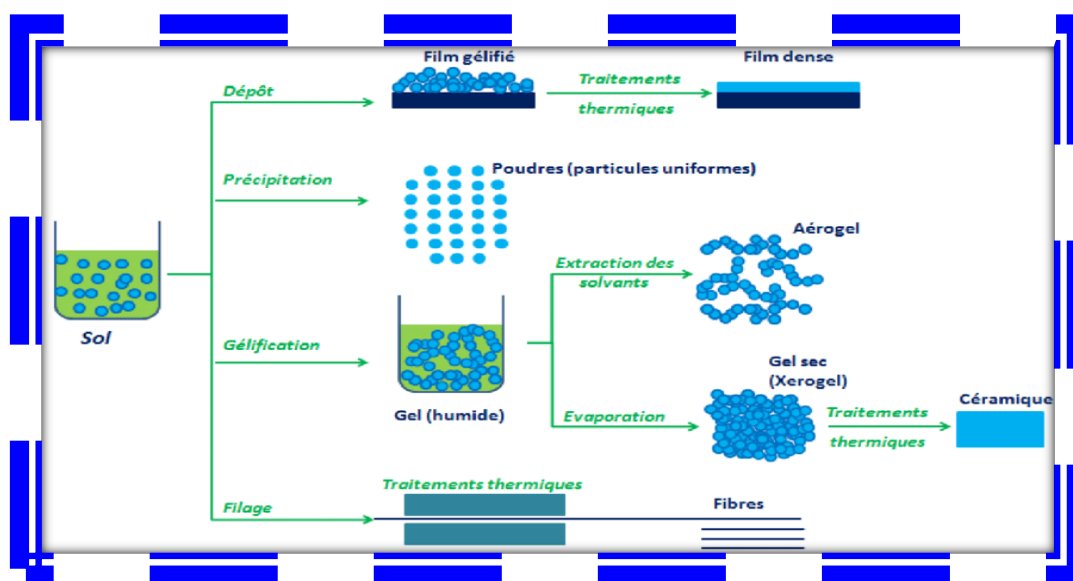 Film gélifié
Film dense
Dépôt
Traitements
thermiques
Précipitation
Poudres (particules uniformes)
Aérogel
Extraction des
solvants
Sol
Gélification
Gel (humide)
Gel sec
(Xerogel)
Evaporation
Traitements
thermiques
Céramique
Traitements thermiques
Filage
Fibres